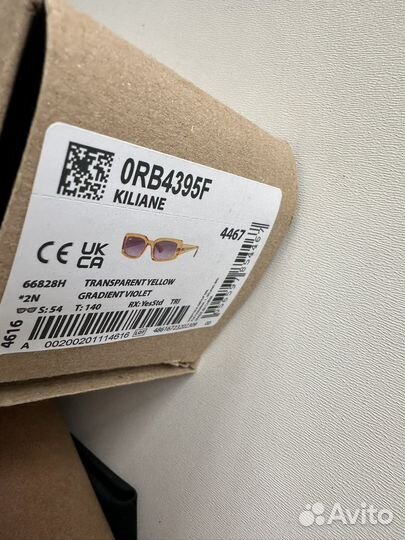 0RB4395F
KILIANE
4467
CE UK CA
66828H TRANSPARENT YELLOW
*2N GRADIENT VIOLET
S: 54 T: 140 RX: YesStd TRI
4616
A 00200201114616
00
Avito